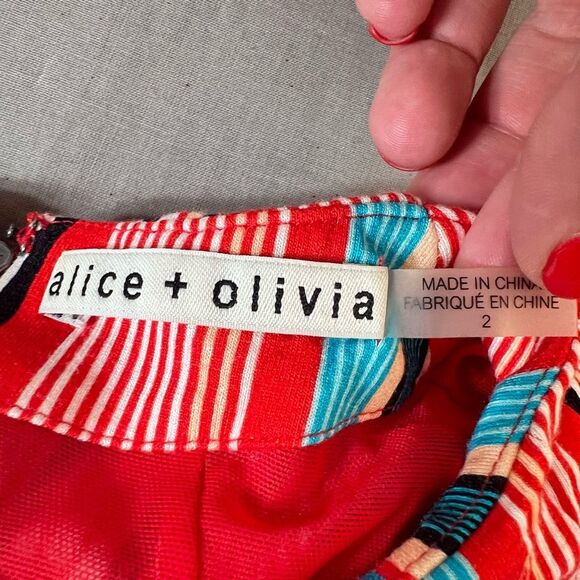 alice + olivia
MADE IN CHINA
FABRIQUÉ EN CHINE
2